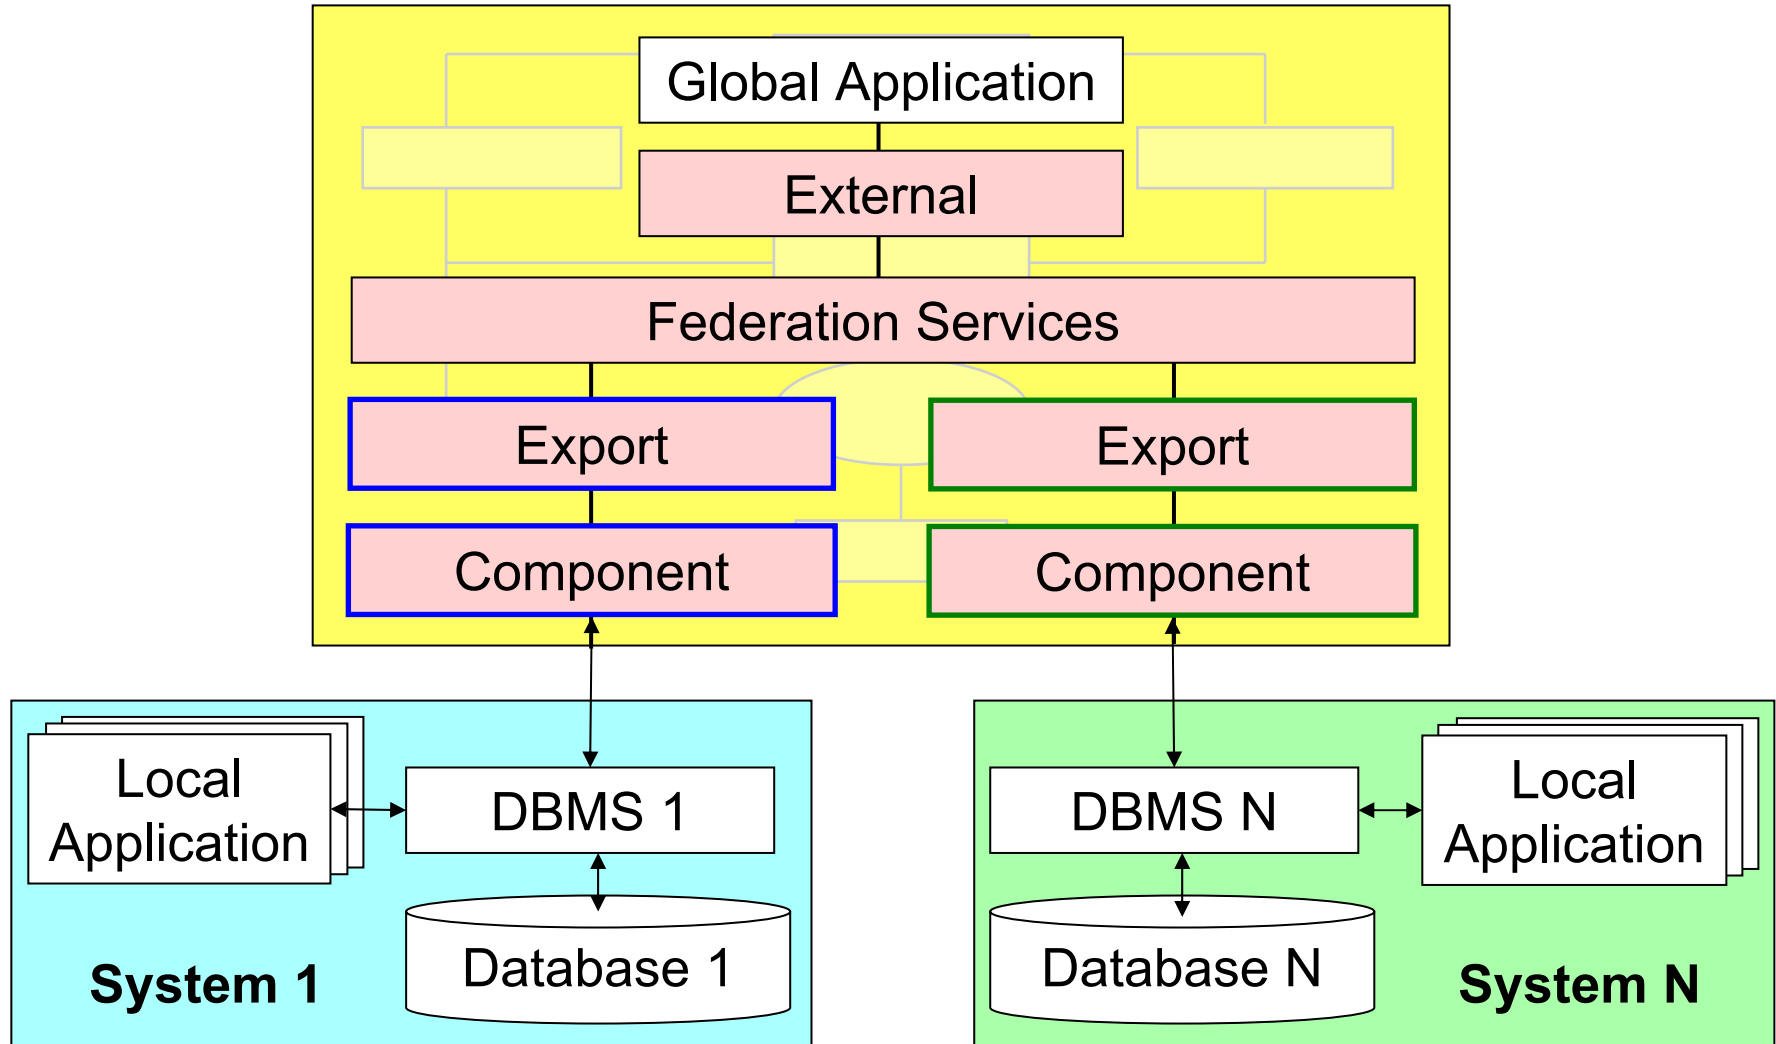 Global Application
External
Federation Services
Export
Export
Component
Component
Local
Application
DBMS 1
Database 1
System 1
DBMS N
Local
Application
Database N
System N